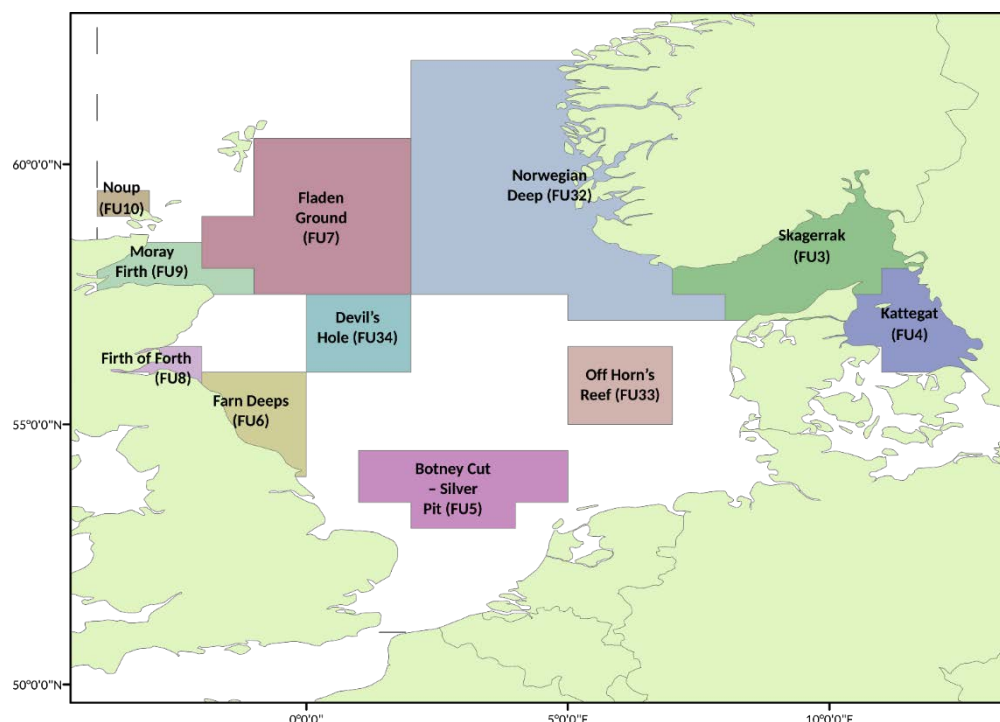 60°0'0"N
Noup
(FU10)
Fladen
Ground
(FU7)
Norwegian
Deep (FU32)
Skagerrak
(FU3)
Moray
Firth (FU9)
Kattegat
(FU4)
Devil's
Hole (FU34)
Firth of Forth
(FU8)
Off Horn's
Reef (FU33)
Farn Deeps
(FU6)
55°0'0"N
Botney Cut
– Silver
Pit (FU5)
50°0'0"N
0°0'0"
5°0'0"E
10°0'0"E